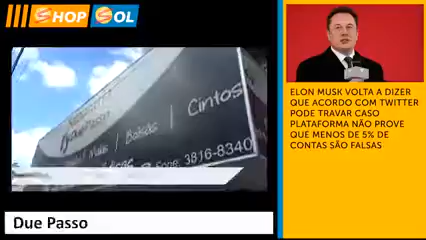 SHOP SOL
Bolsas | Cintos
Fone: 3816-8340
Due Passo
ELON MUSK VOLTA A DIZER
QUE ACORDO COM TWITTER
PODE TRAVAR CASO
PLATAFORMA NÃO PROVE
QUE MENOS DE 5% DE
CONTAS SÃO FALSAS